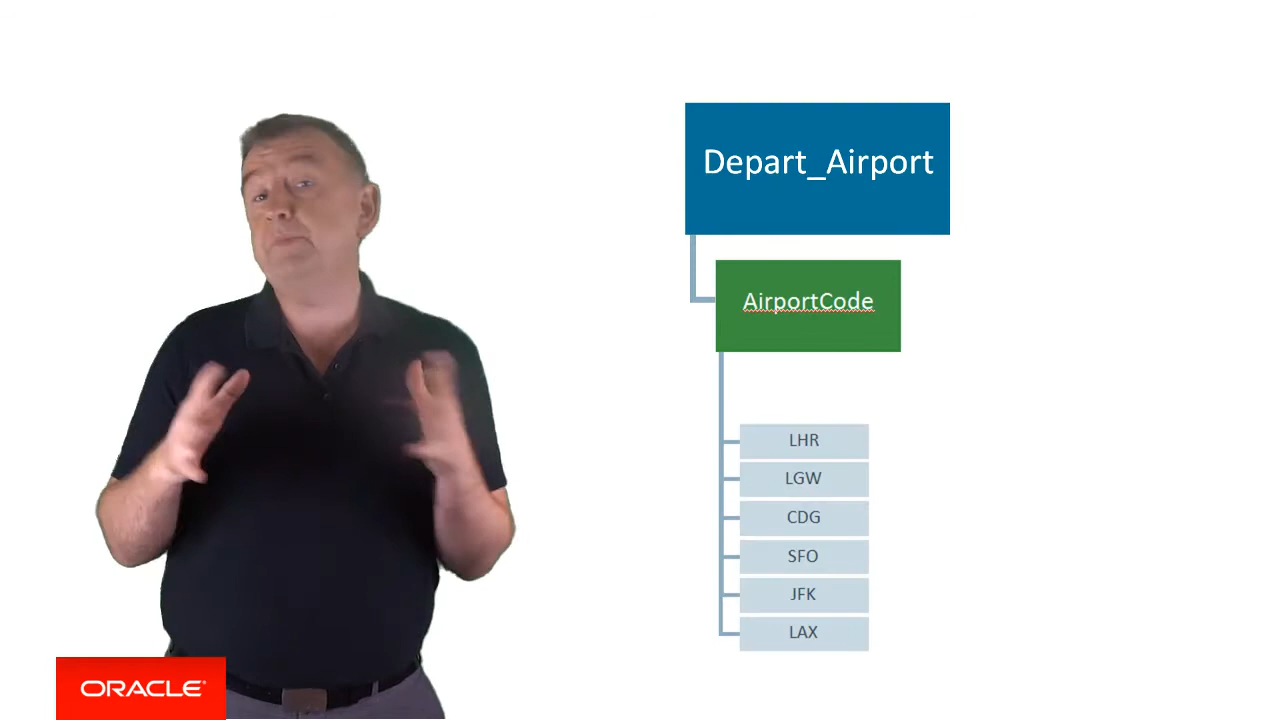 Depart_Airport
AirportCode
LHR
LGW
CDG
SFO
JFK
LAX
ORACLE®